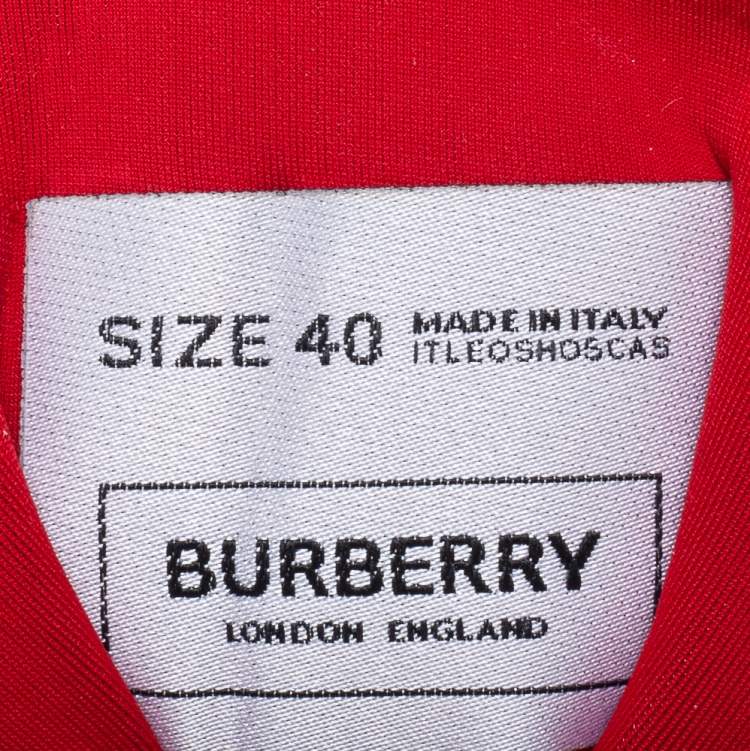 SIZE 40
MADE IN ITALY
ITLEOSHOSCAS
BURBERRY
LONDON ENGLAND